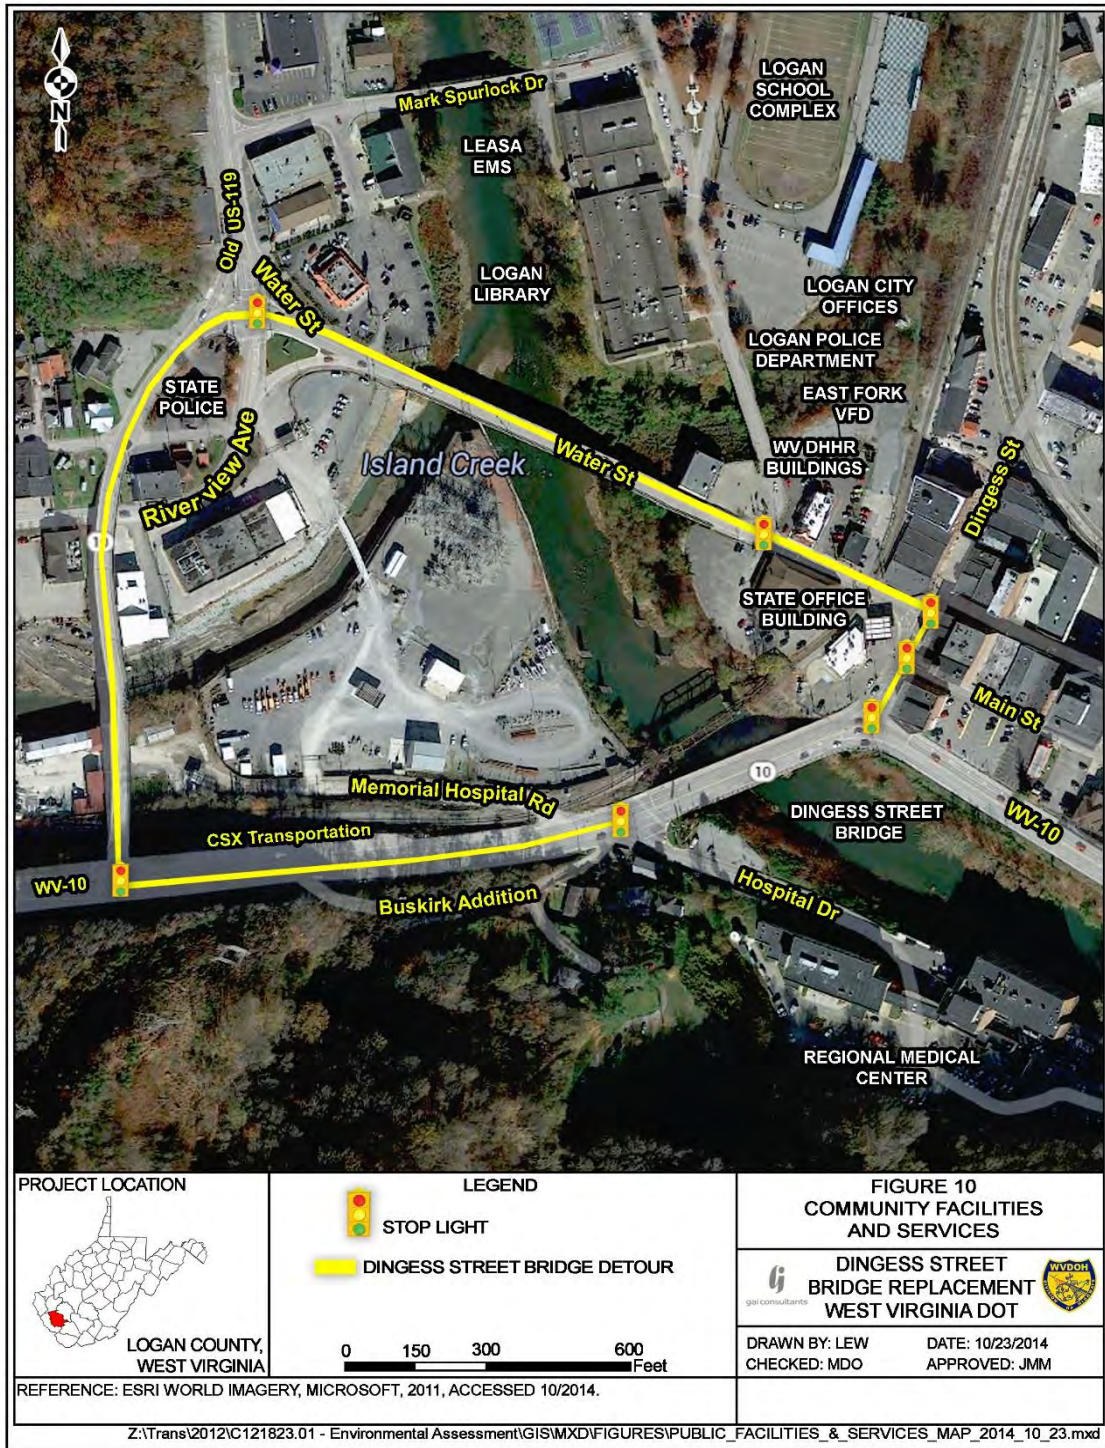 N
Mark Spurlock Dr
LOGAN
SCHOOL
COMPLEX
LEASA
EMS
Old US-119
Water St
LOGAN
LIBRARY
LOGAN CITY
OFFICES
LOGAN POLICE
DEPARTMENT
STATE
POLICE
EAST FORK
VFD
River view Ave
Island Creek
Water St
WV DHHR
BUILDINGS
Dingess St
10
STATE OFFICE
BUILDING
Main St
10
Memorial Hospital Rd
DINGESS STREET
BRIDGE
WV-10
CSX Transportation
WV-10
Buskirk Addition
Hospital Dr
REGIONAL MEDICAL
CENTER
PROJECT LOCATION
LOGAN COUNTY,
WEST VIRGINIA
LEGEND
STOP LIGHT
DINGESS STREET BRIDGE DETOUR
0 150 300 600
Feet
FIGURE 10
COMMUNITY FACILITIES
AND SERVICES
gai consultants
DINGESS STREET
BRIDGE REPLACEMENT
WEST VIRGINIA DOT
WVDOH
DRAWN BY: LEW DATE: 10/23/2014
CHECKED: MDO APPROVED: JMM
REFERENCE: ESRI WORLD IMAGERY, MICROSOFT, 2011, ACCESSED 10/2014.
Z:\Trans\2012\C121823.01 - Environmental Assessment\GIS\MXD\FIGURES\PUBLIC_FACILITIES_&_SERVICES_MAP_2014_10_23.mxd